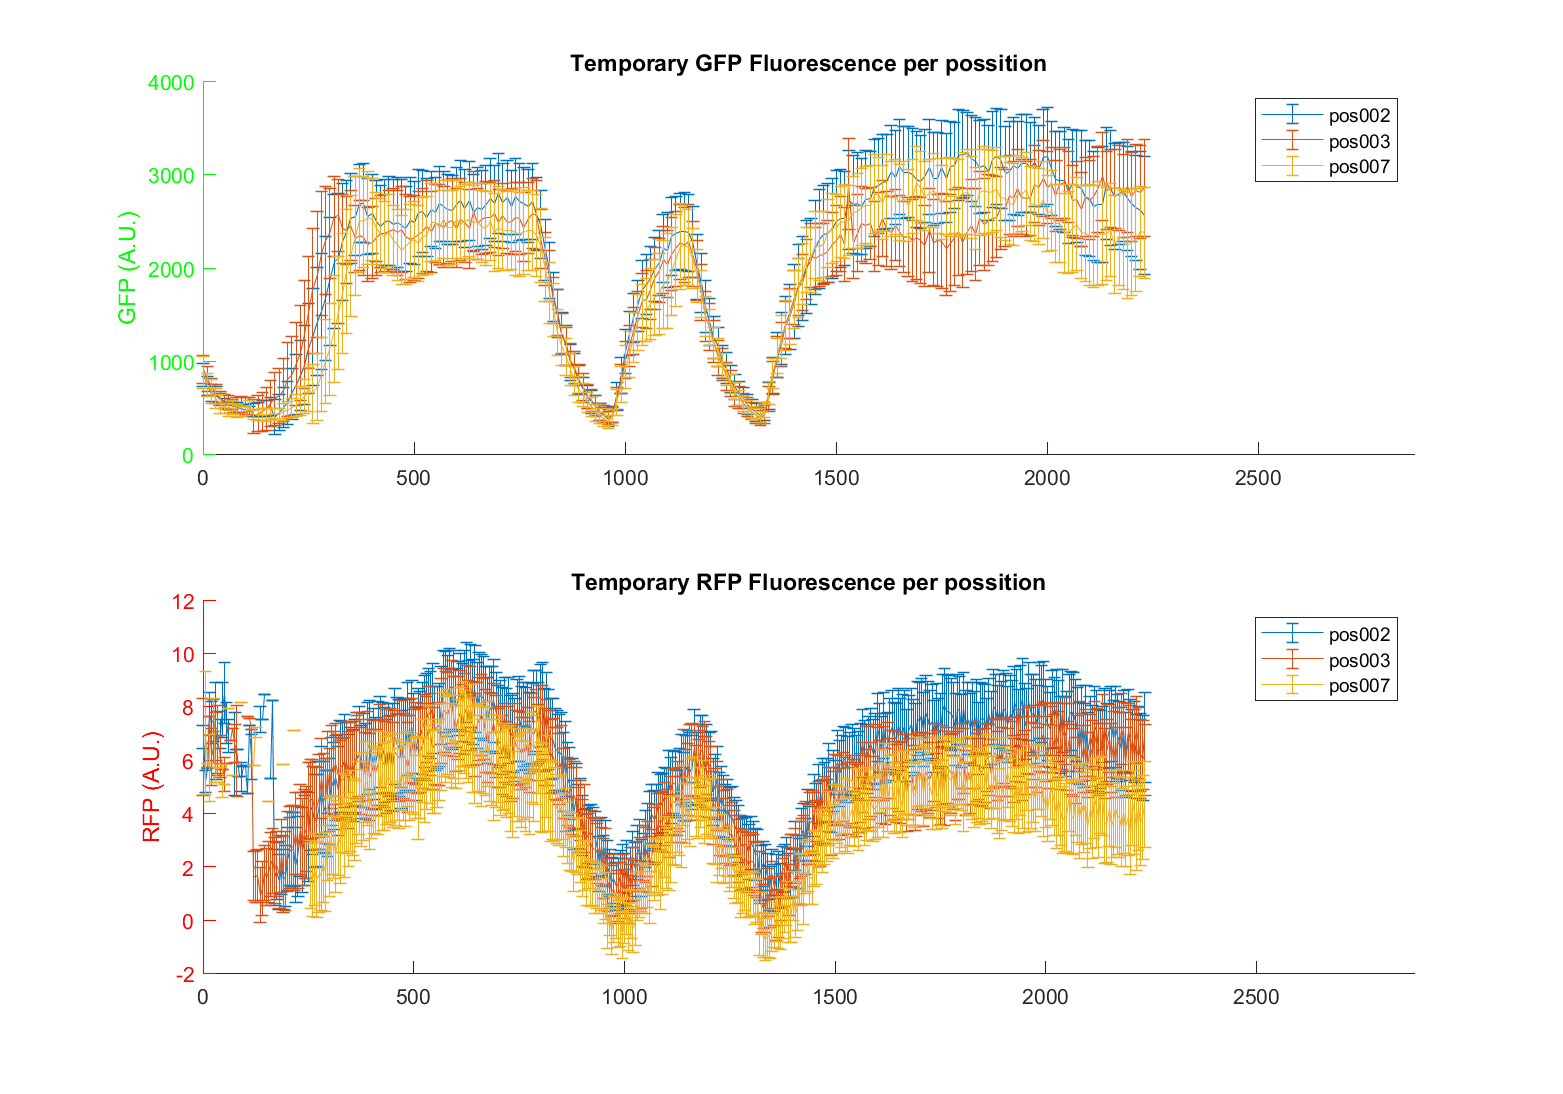 Temporary GFP Fluorescence per possition
4000
3000
2000
1000
0
GFP (A.U.)
0 500 1000 1500 2000 2500
pos002
pos003
pos007
Temporary RFP Fluorescence per possition
12
10
8
6
4
2
0
-2
RFP (A.U.)
0 500 1000 1500 2000 2500
pos002
pos003
pos007